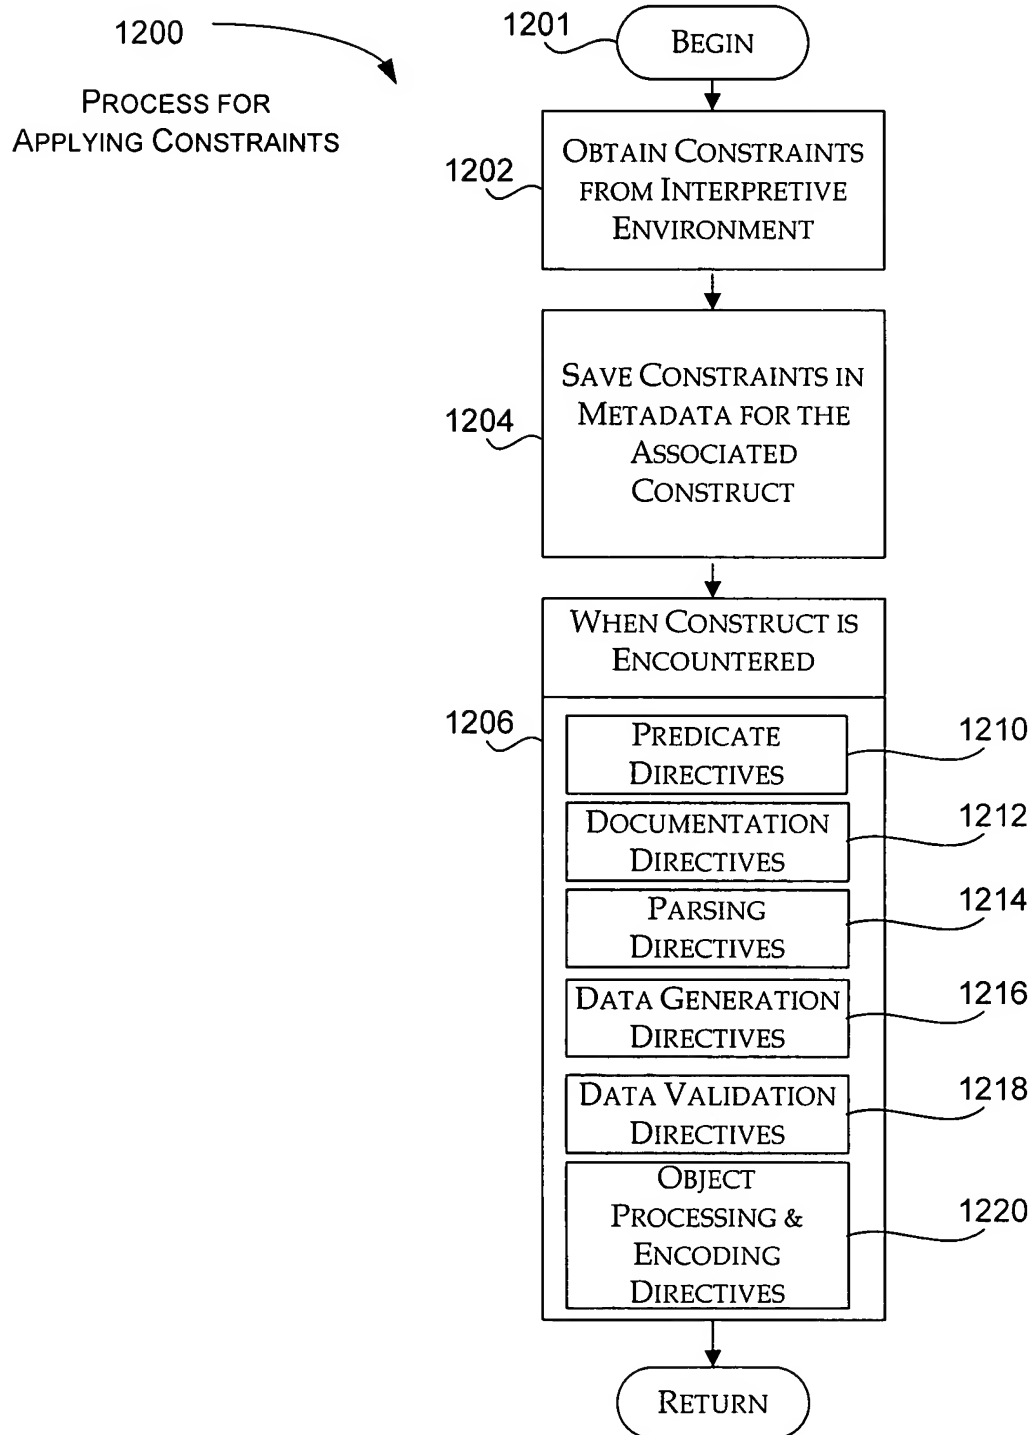 1200
PROCESS FOR
APPLYING CONSTRAINTS
1201
BEGIN
1202
OBTAIN CONSTRAINTS
FROM INTERPRETIVE
ENVIRONMENT
1204
SAVE CONSTRAINTS IN
METADATA FOR THE
ASSOCIATED
CONSTRUCT
WHEN CONSTRUCT IS
ENCOUNTERED
1206
PREDICATE
DIRECTIVES
1210
DOCUMENTATION
DIRECTIVES
1212
PARSING
DIRECTIVES
1214
DATA GENERATION
DIRECTIVES
1216
DATA VALIDATION
DIRECTIVES
1218
OBJECT
PROCESSING &
ENCODING
DIRECTIVES
1220
RETURN